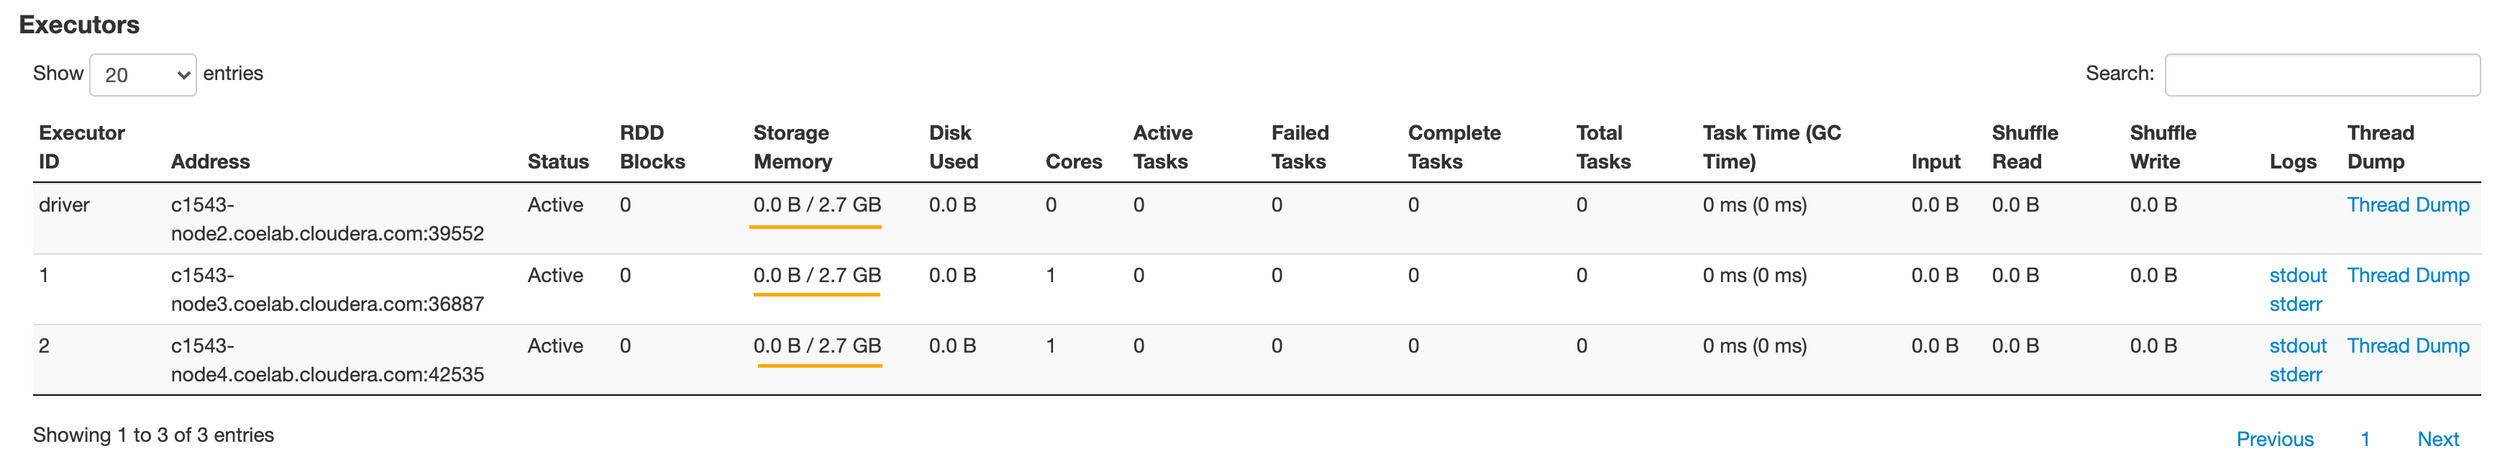 Executors
Show 20 entries Search:
Executor ID Address Status RDD Blocks Storage Memory Disk Used Cores Active Tasks Failed Tasks Complete Tasks Total Tasks Task Time (GC Time) Input Shuffle Read Shuffle Write Logs Thread Dump
driver c1543- Active 0 0.0 B / 2.7 GB 0.0 B 0 0 0 0 0 0 ms (0 ms) 0.0 B 0.0 B 0.0 B Thread Dump
node2.coelab.cloudera.com:39552
1 c1543- Active 0 0.0 B / 2.7 GB 0.0 B 1 0 0 0 0 0 ms (0 ms) 0.0 B 0.0 B 0.0 B stdout Thread Dump
node3.coelab.cloudera.com:36887 stderr
2 c1543- Active 0 0.0 B / 2.7 GB 0.0 B 1 0 0 0 0 0 ms (0 ms) 0.0 B 0.0 B 0.0 B stdout Thread Dump
node4.coelab.cloudera.com:42535 stderr
Showing 1 to 3 of 3 entries
Previous 1 Next